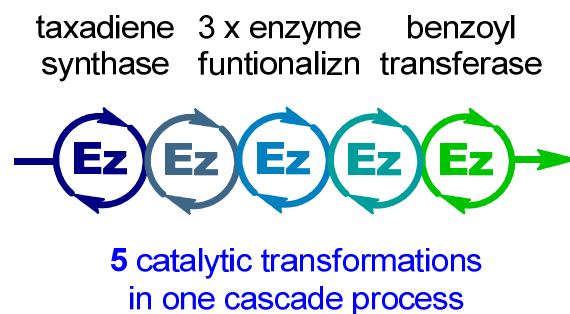 taxadiene 3 x enzyme benzoyl
synthase funtionalizn transferase
Ez Ez Ez Ez Ez
5 catalytic transformations
in one cascade process